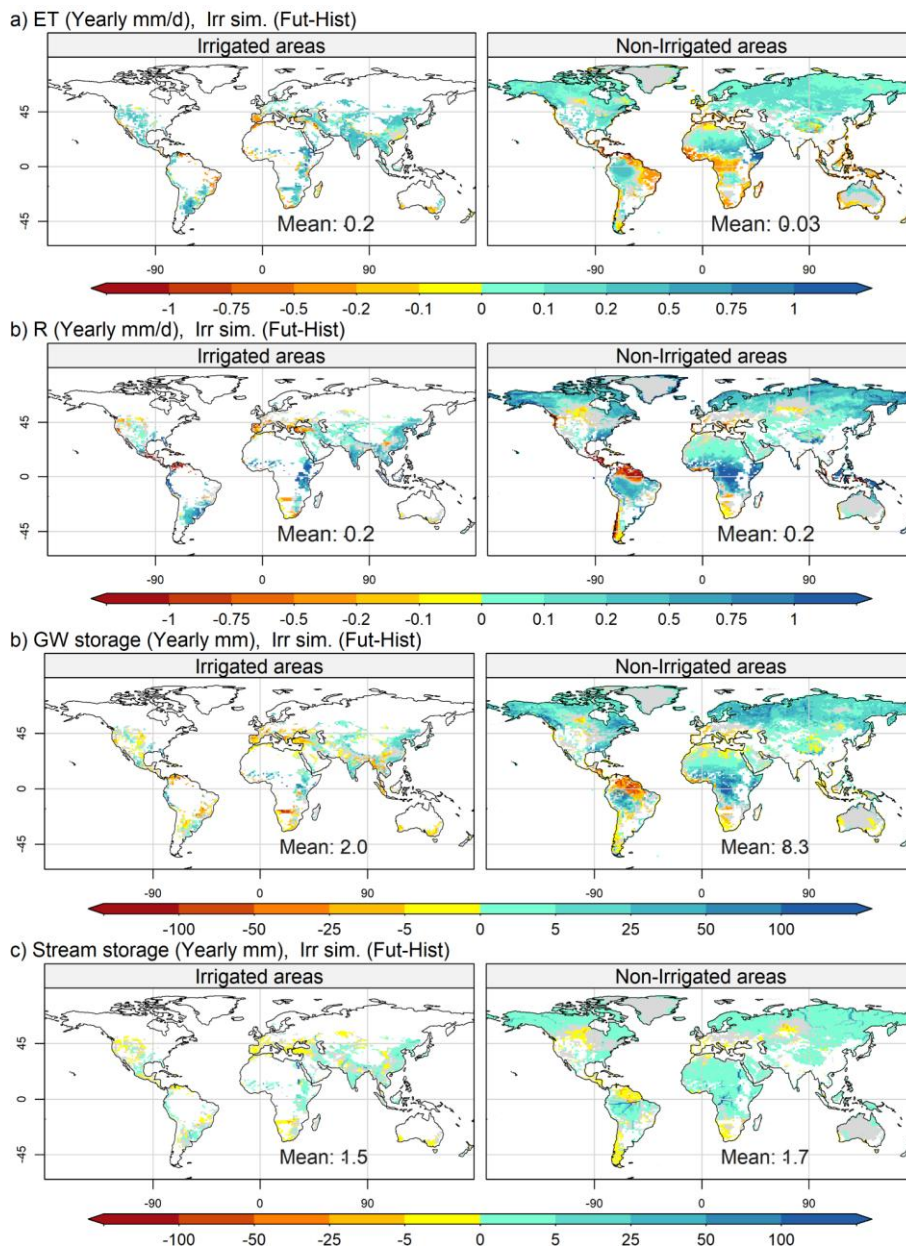 a) ET (Yearly mm/d), Irr sim. (Fut-Hist)
Irrigated areas Non-Irrigated areas
45
0
-45
Mean: 0.2 Mean: 0.03
-90 0 90 -90 0 90
-1 -0.75 -0.5 -0.2 -0.1 0 0.1 0.2 0.5 0.75 1
b) R (Yearly mm/d), Irr sim. (Fut-Hist)
Irrigated areas Non-Irrigated areas
45
0
-45
Mean: 0.2 Mean: 0.2
-90 0 90 -90 0 90
-1 -0.75 -0.5 -0.2 -0.1 0 0.1 0.2 0.5 0.75 1
b) GW storage (Yearly mm), Irr sim. (Fut-Hist)
Irrigated areas Non-Irrigated areas
45
0
-45
Mean: 2.0 Mean: 8.3
-90 0 90 -90 0 90
-100 -50 -25 -5 0 5 25 50 100
c) Stream storage (Yearly mm), Irr sim. (Fut-Hist)
Irrigated areas Non-Irrigated areas
45
0
-45
Mean: 1.5 Mean: 1.7
-90 0 90 -90 0 90
-100 -50 -25 -5 0 5 25 50 100